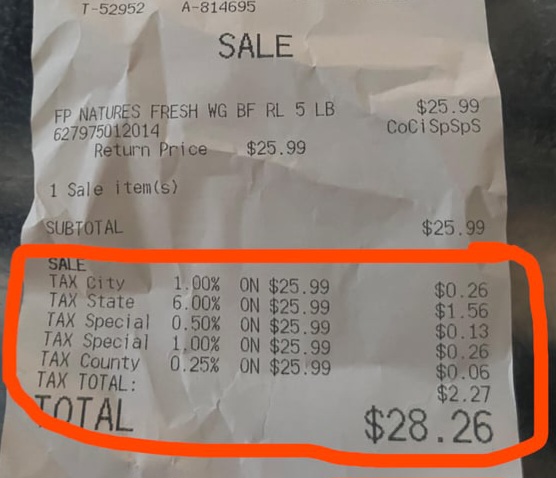 T-52952 A-814695
SALE
FP NATURES FRESH WG BF RL 5 LB $25.99
627975012014 CoCiSpSpS
Return Price $25.99
1 Sale item(s)
SUBTOTAL $25.99
SALE
TAX City 1.00% ON $25.99 $0.26
TAX State 6.00% ON $25.99 $1.56
TAX Special 0.50% ON $25.99 $0.13
TAX Special 1.00% ON $25.99 $0.26
TAX County 0.25% ON $25.99 $0.06
TAX TOTAL: $2.27
TOTAL $28.26